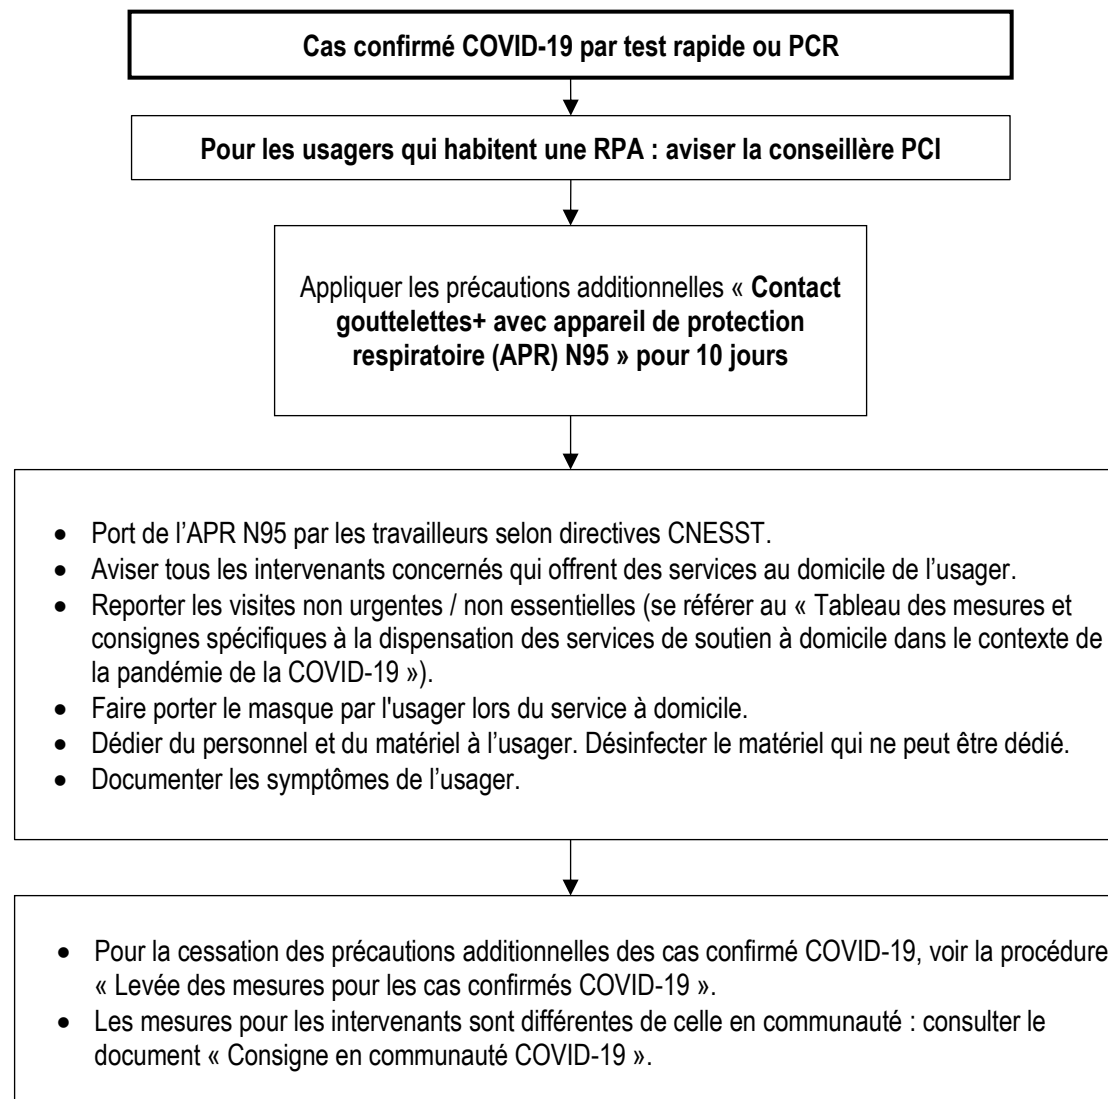 Cas confirmé COVID-19 par test rapide ou PCR
Pour les usagers qui habitent une RPA : aviser la conseillère PCI
Appliquer les précautions additionnelles « Contact
gouttelettes+ avec appareil de protection
respiratoire (APR) N95 » pour 10 jours
• Port de l’APR N95 par les travailleurs selon directives CNESST.
• Aviser tous les intervenants concernés qui offrent des services au domicile de l’usager.
• Reporter les visites non urgentes / non essentielles (se référer au « Tableau des mesures et
consignes spécifiques à la dispensation des services de soutien à domicile dans le contexte de
la pandémie de la COVID-19 »).
• Faire porter le masque par l'usager lors du service à domicile.
• Dédier du personnel et du matériel à l’usager. Désinfecter le matériel qui ne peut être dédié.
• Documenter les symptômes de l’usager.
• Pour la cessation des précautions additionnelles des cas confirmé COVID-19, voir la procédure
« Levée des mesures pour les cas confirmés COVID-19 ».
• Les mesures pour les intervenants sont différentes de celle en communauté : consulter le
document « Consigne en communauté COVID-19 ».